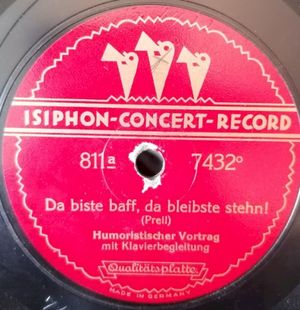 ISIPHON-CONCERT-RECORD
811a 7432°
Da biste baff, da bleibste stehn!
(Prell)
Humoristischer Vortrag
mit Klavierbegleitung
Qualitätsplatte
MADE IN GERMANY